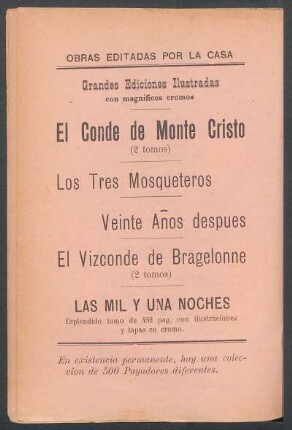 OBRAS EDITADAS POR LA CASA
Grandes Ediciones Ilustradas
con magníficos cromos
El Conde de Monte Cristo
(2 tomos)
Los Tres Mosqueteros
Veinte Años despues
El Vizconde de Bragelonne
(2 tomos)
LAS MIL Y UNA NOCHES
Esplendido tomo de 592 pag. con ilustraciones
y tapas en cromo.
En existencia permanente, hay una colec-
cion de 500 Payadores diferentes.